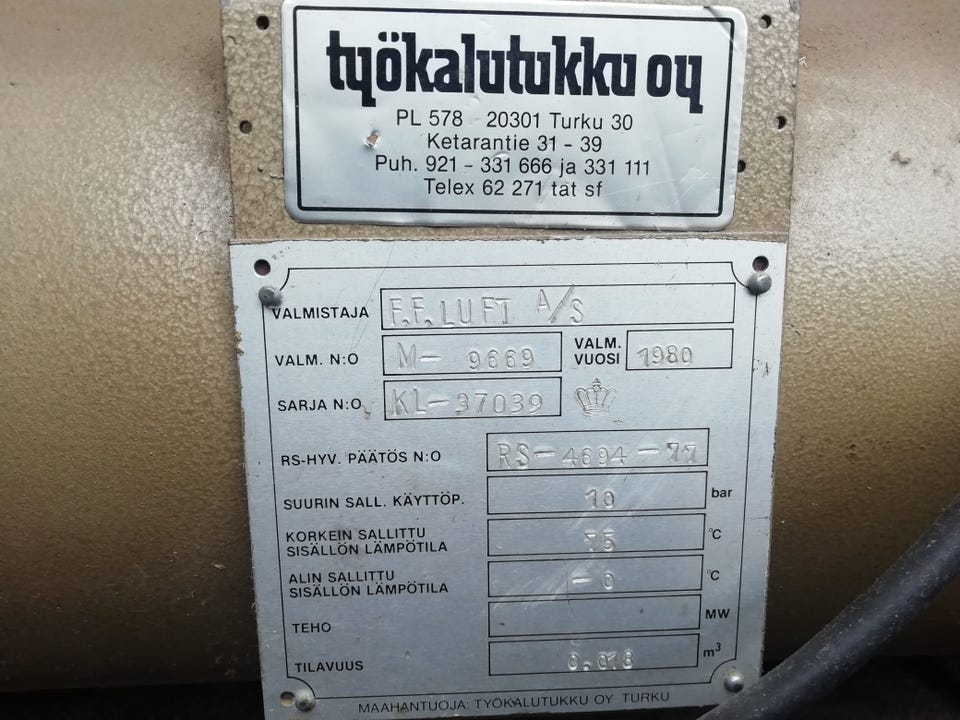 työkalutukku oy
PL 578 20301 Turku 30
Ketarantie 31 - 39
Puh. 921 - 331 666 ja 331 111
Telex 62 271 tat sf
VALMISTAJA F.F. LUFT A/S
VALM. N:O M- 9669 VALM. VUOSI 1980
SARJA N:O KL-37039
RS-HYV. PÄÄTÖS N:O RS-4694-77
SUURIN SALL. KÄYTTÖP. 10 bar
KORKEIN SALLITTU
SISÄLLÖN LÄMPÖTILA 75 °C
ALIN SALLITTU
SISÄLLÖN LÄMPÖTILA -0 °C
TEHO MW
TILAVUUS 0.018 m³
MAAHANTUOJA: TYÖKALUTUKKU OY TURKU